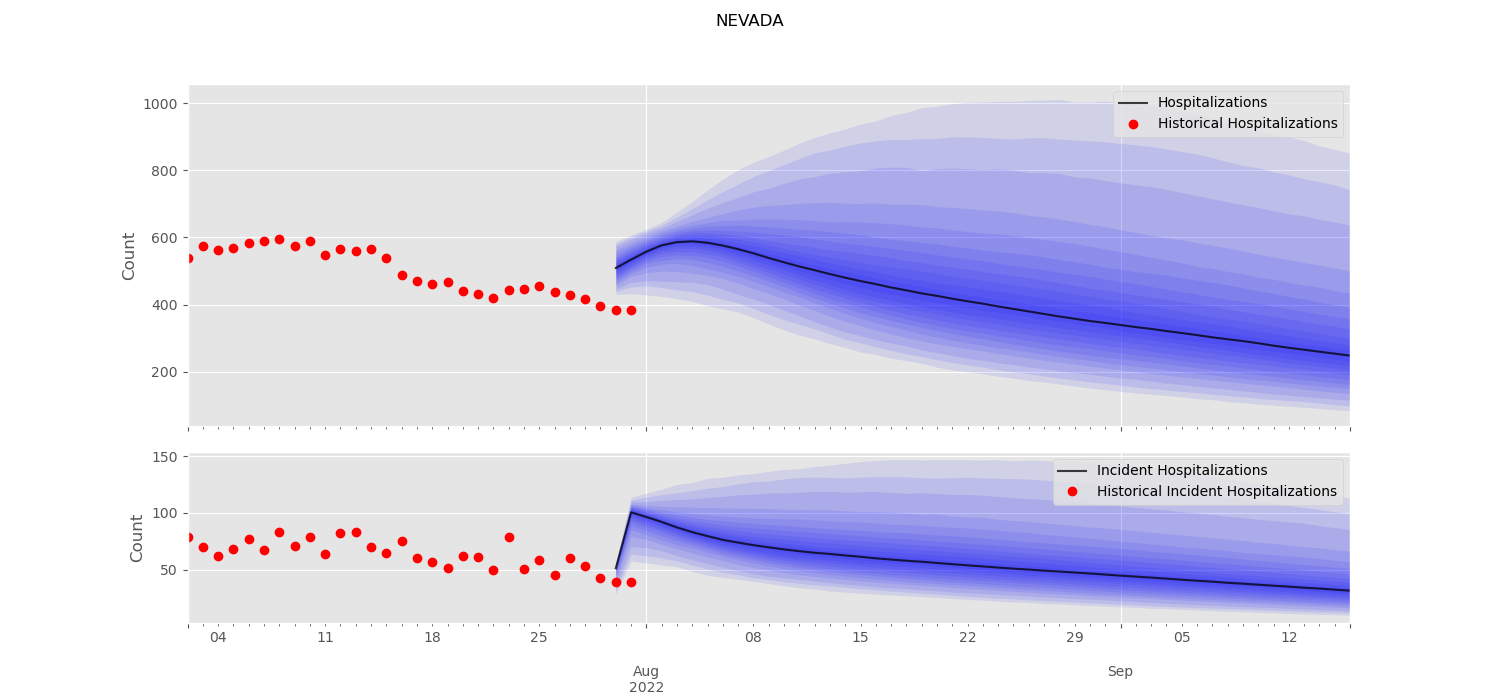 NEVADA
1000
800
600
400
200
Count
Hospitalizations
Historical Hospitalizations
150
100
50
Count
Incident Hospitalizations
Historical Incident Hospitalizations
04 11 18 25 08 15 22 29 05 12
Aug Sep
2022